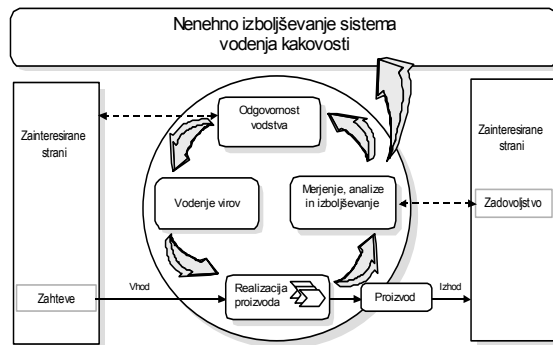 Nenehno izboljševanje sistema
vodenja kakovosti
Zainteresirane
strani
Odgovornost
vodstva
Zainteresirane
strani
Vodenje virov
Merjenje, analize
in izboljševanje
Zadovoljstvo
Zahteve
Vhod
Realizacija
proizvoda
Proizvod
Izhod